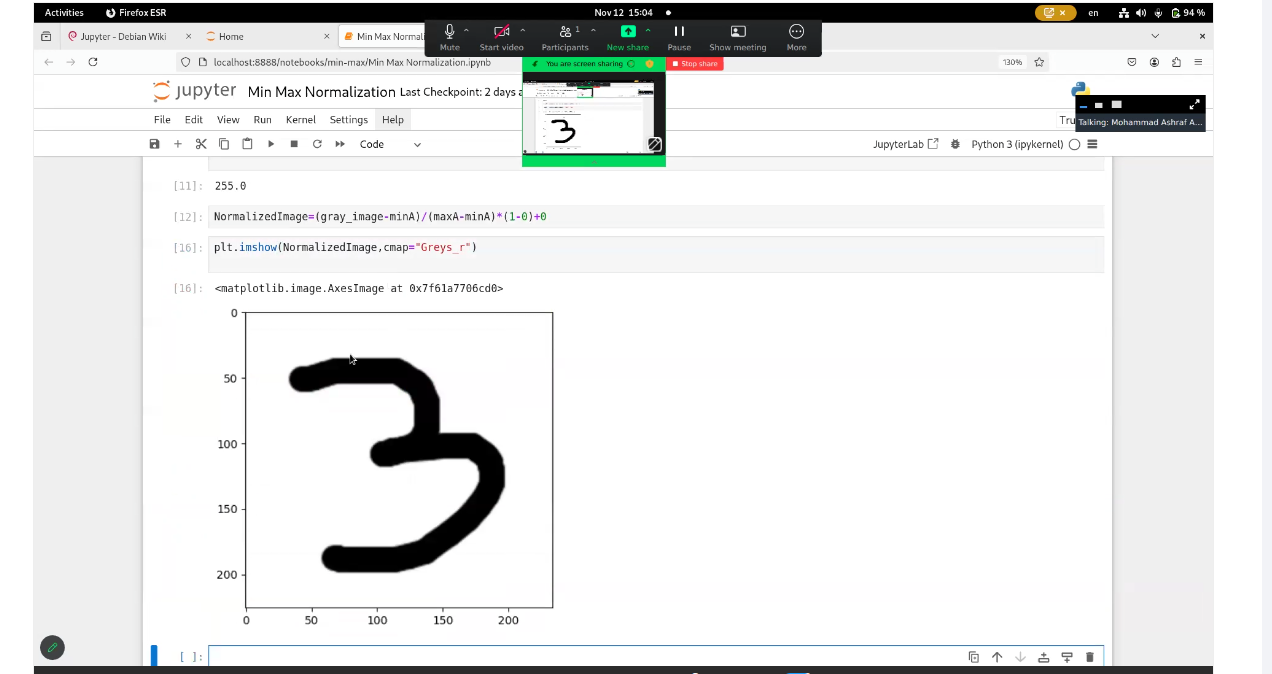 Activities Firefox ESR Nov 12 15:04 en 94 %
Jupyter - Debian Wiki × Home × Min Max Normali
Mute Start video Participants 1 New share Pause Show meeting More
localhost:8888/notebooks/min-max/Min Max Normalization.ipynb 130%
You are screen sharing Stop share
jupyter Min Max Normalization Last Checkpoint: 2 days a
File Edit View Run Kernel Settings Help Tru
Talking: Mohammad Ashraf A...
Code JupyterLab Python 3 (ipykernel)
[11]: 255.0
[12]: NormalizedImage=(gray_image-minA)/(maxA-minA)*(1-0)+0
[16]: plt.imshow(NormalizedImage,cmap="Greys_r")
[16]: <matplotlib.image.AxesImage at 0x7f61a7706cd0>
0
50
100
150
200
0 50 100 150 200
3
[ ]: